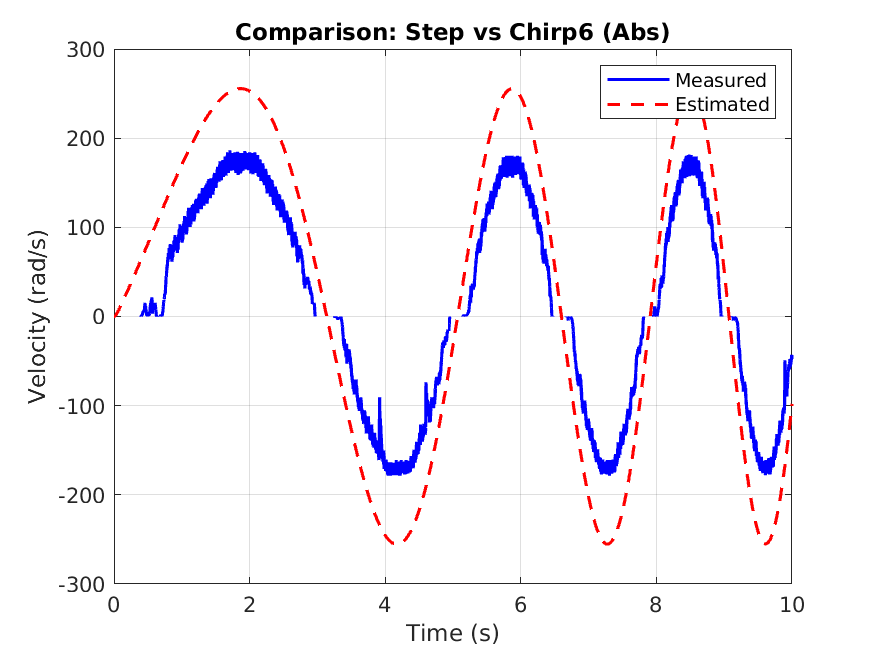 Comparison: Step vs Chirp6 (Abs)
Measured
Estimated
Velocity (rad/s)
300
200
100
0
-100
-200
-300
0 2 4 6 8 10
Time (s)